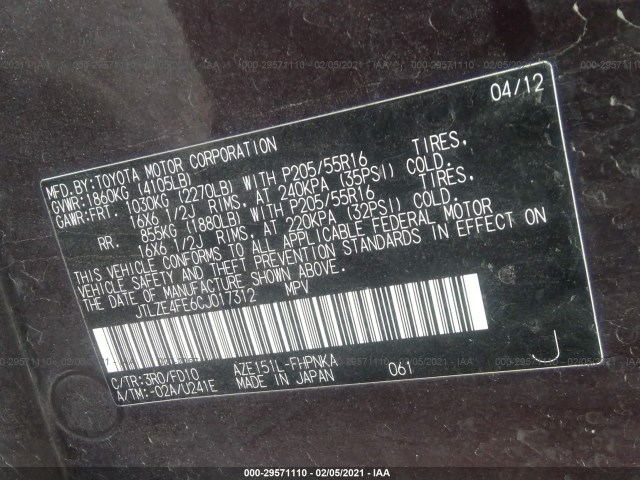 04/12
MFD.BY:TOYOTA MOTOR CORPORATION
GVWR:1860KG (4105LB)
GAWR:FRT. 1030KG (2270LB) WITH P205/55R16 TIRES,
16X6 1/2J RIMS, AT 240KPA (35PSI) COLD.
RR. 855KG (1880LB) WITH P205/55R16 TIRES,
16X6 1/2J RIMS, AT 220KPA (32PSI) COLD.
THIS VEHICLE CONFORMS TO ALL APPLICABLE FEDERAL MOTOR
VEHICLE SAFETY AND THEFT PREVENTION STANDARDS IN EFFECT ON
THE DATE OF MANUFACTURE SHOWN ABOVE.
JTLZE4FE6CJ017312 MPV
C/TR:3R0/FD10 AZE151L-FHPNKA
A/TM:-02A/U241E MADE IN JAPAN 061
J
000-29571110 - 02/05/2021 - IAA